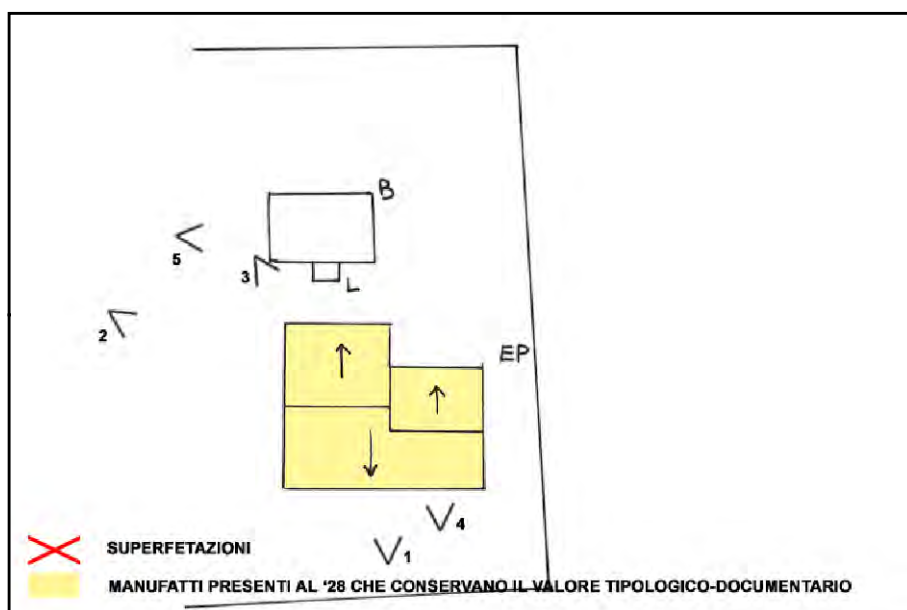 B
5
3
L
2
EP
4
1
SUPERFETAZIONI
MANUFATTI PRESENTI AL '28 CHE CONSERVANO IL VALORE TIPOLOGICO-DOCUMENTARIO